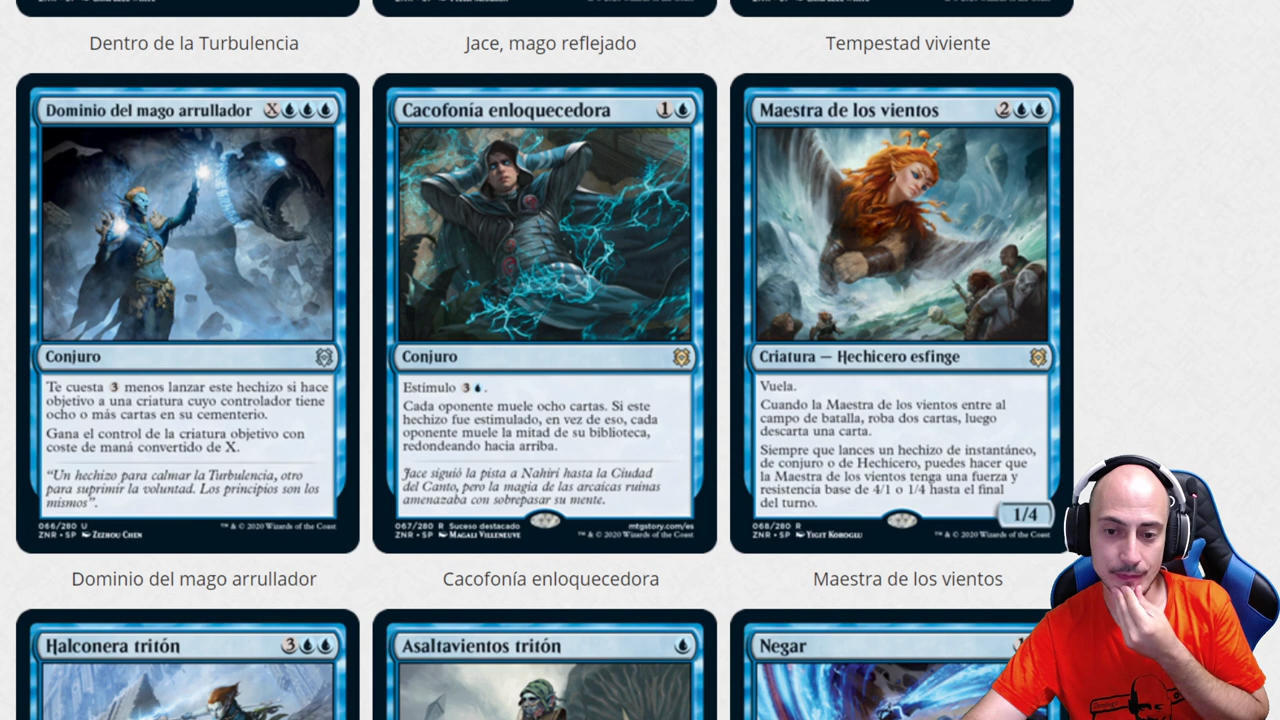 Dentro de la Turbulencia
Jace, mago reflejado
Tempestad viviente
Dominio del mago arrullador X
Conjuro
Te cuesta 3 menos lanzar este hechizo si hace
objetivo a una criatura cuyo controlador tiene
ocho o más cartas en su cementerio.
Gana el control de la criatura objetivo con
coste de maná convertido de X.
“Un hechizo para calmar la Turbulencia, otro
para suprimir la voluntad. Los principios son los
mismos”.
066/280 U
ZNR • SP Zezhou Chen
™ & © 2020 Wizards of the Coast
Cacofonía enloquecedora 1
Conjuro
Estímulo 3 .
Cada oponente muele ocho cartas. Si este
hechizo fue estimulado, en vez de eso, cada
oponente muele la mitad de su biblioteca,
redondeando hacia arriba.
Jace siguió la pista a Nahiri hasta la Ciudad
del Canto, pero la magia de las arcaicas ruinas
amenazaba con sobrepasar su mente.
067/280 R Suceso destacado
mtgstory.com/es
ZNR • SP Magali Villeneuve
™ & © 2020 Wizards of the Coast
Maestra de los vientos 2
Criatura — Hechicero esfinge
Vuela.
Cuando la Maestra de los vientos entre al
campo de batalla, roba dos cartas, luego
descarta una carta.
Siempre que lances un hechizo de instantáneo,
de conjuro o de Hechicero, puedes hacer que
la Maestra de los vientos tenga una fuerza y
resistencia base de 4/1 o 1/4 hasta el final
del turno.
1/4
068/280 R
ZNR • SP Yigit Koroglu
™ & © 2020 Wizards of the Coast
Dominio del mago arrullador
Cacofonía enloquecedora
Maestra de los vientos
Halconera tritón 3
Asaltavientos tritón
Negar